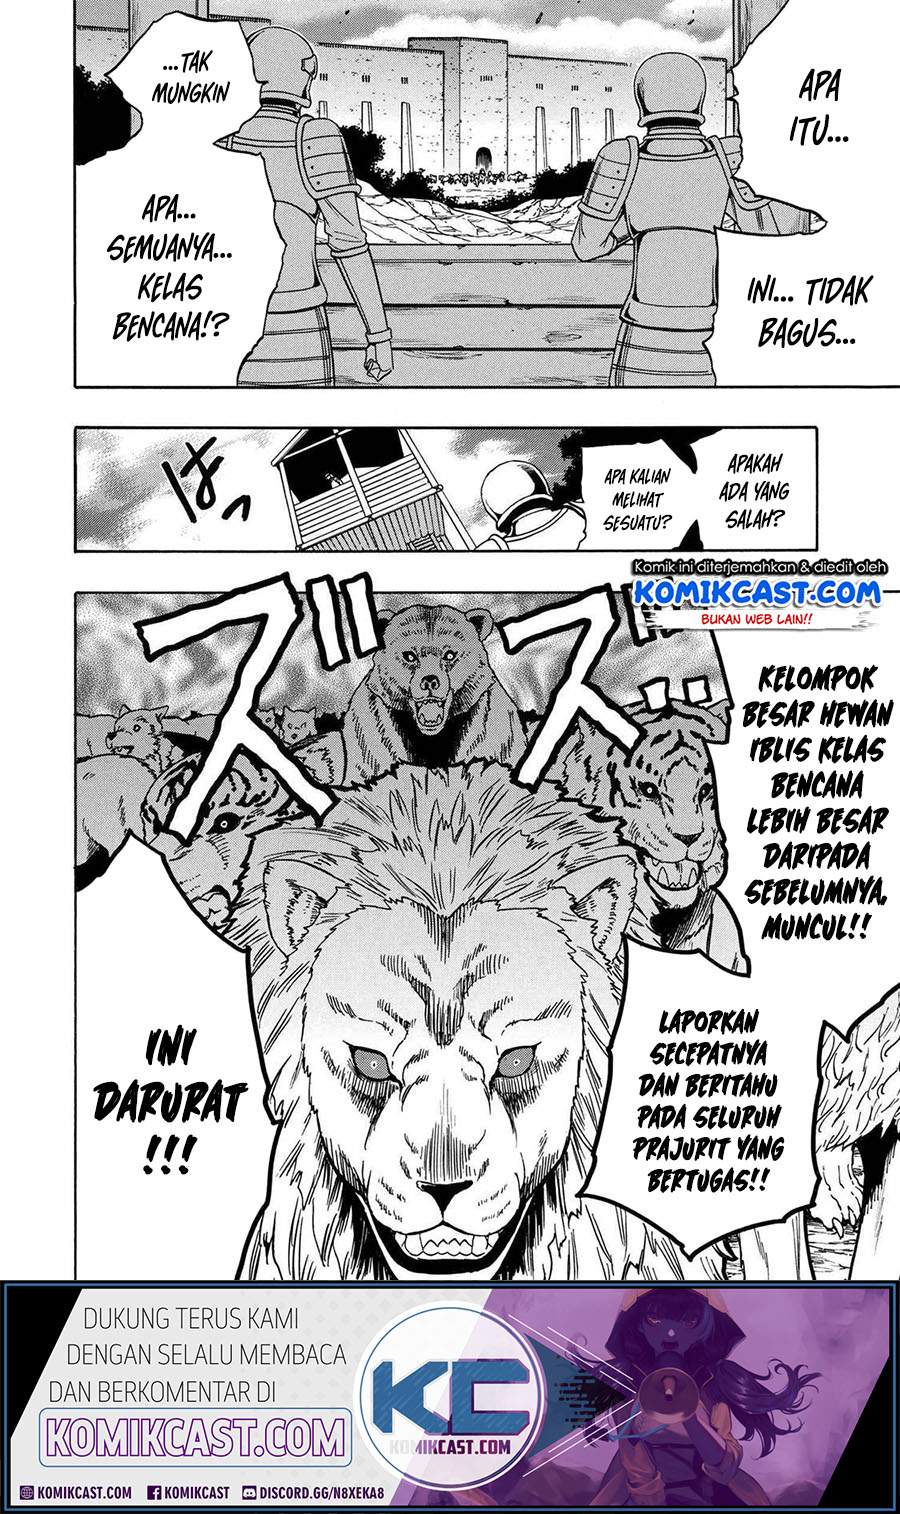 APA
ITU...
INI... TIDAK
BAGUS...
...TAK
MUNGKIN
APA...
SEMUANYA...
KELAS
BENCANA!?
APAKAH
ADA YANG
SALAH?
APA KALIAN
MELIHAT
SESUATU?
はっ
Komik ini diterjemahkan & diedit oleh
KOMIKCAST.COM
BUKAN WEB LAIN!!
ズズ
KELOMPOK
BESAR HEWAN
IBLIS KELAS
BENCANA
LEBIH BESAR
DARIPADA
SEBELUMNYA,
MUNCUL!!
LAPORKAN
SECEPATNYA
DAN BERITAHU
PADA SELURUH
PRAJURIT YANG
BERTUGAS!!
INI
DARURAT
!!!
DUKUNG TERUS KAMI
DENGAN SELALU MEMBACA
DAN BERKOMENTAR DI
KOMIKCAST.COM
KC
KOMIKCAST.COM
KOMIKCAST.COM KOMIKCAST DISCORD.GG/N8XEKA8